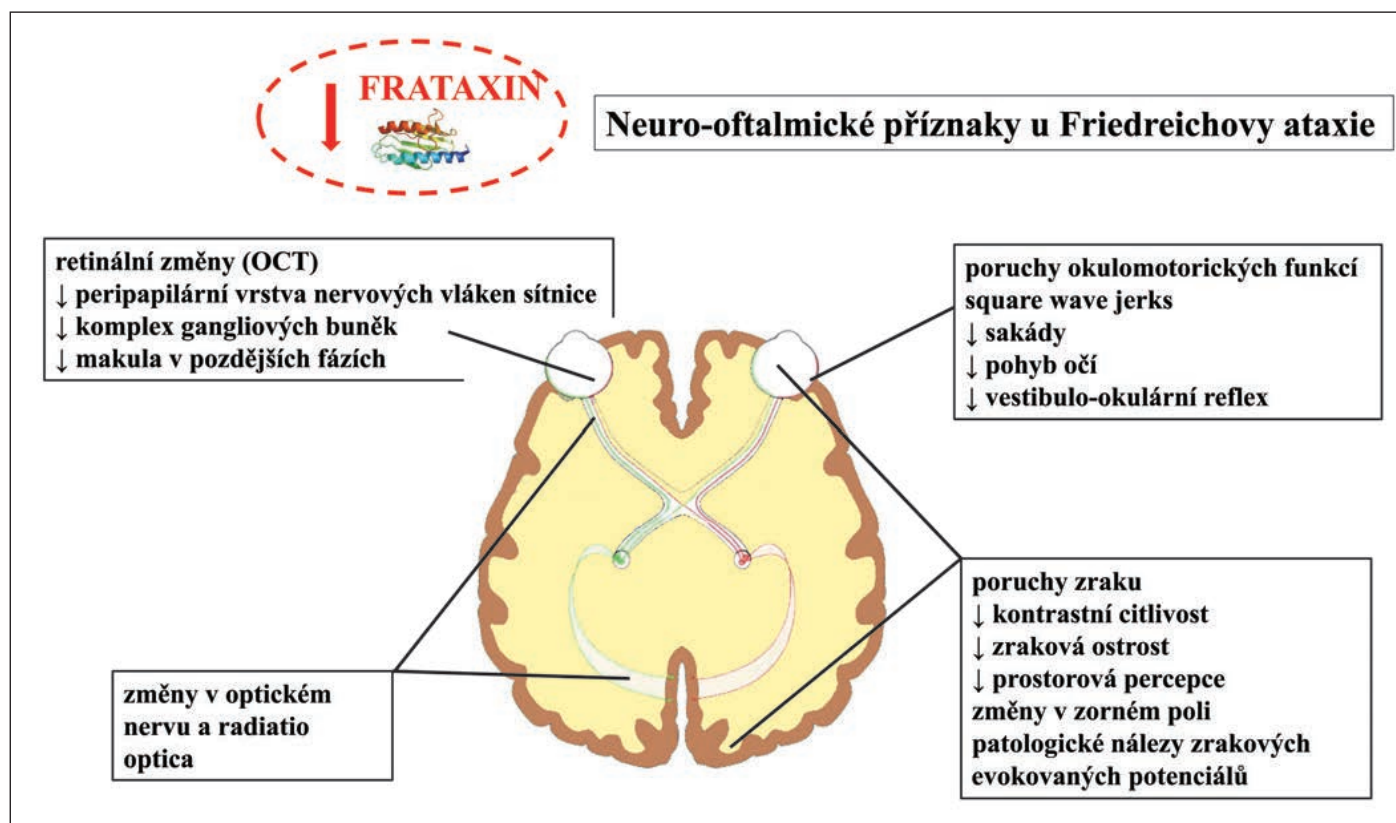 ↓ FRATAXIN
Neuro-oftalmické příznaky u Friedreichovy ataxie
retinální změny (OCT)
↓ peripapilární vrstva nervových vláken sítnice
↓ komplex gangliových buněk
↓ makula v pozdějších fázích
poruchy okulomotorických funkcí
square wave jerks
↓ sakády
↓ pohyb očí
↓ vestibulo-okulární reflex
změny v optickém
nervu a radiatio
optica
poruchy zraku
↓ kontrastní citlivost
↓ zraková ostrost
↓ prostorová percepce
změny v zorném poli
patologické nálezy zrakových
evokovaných potenciálů